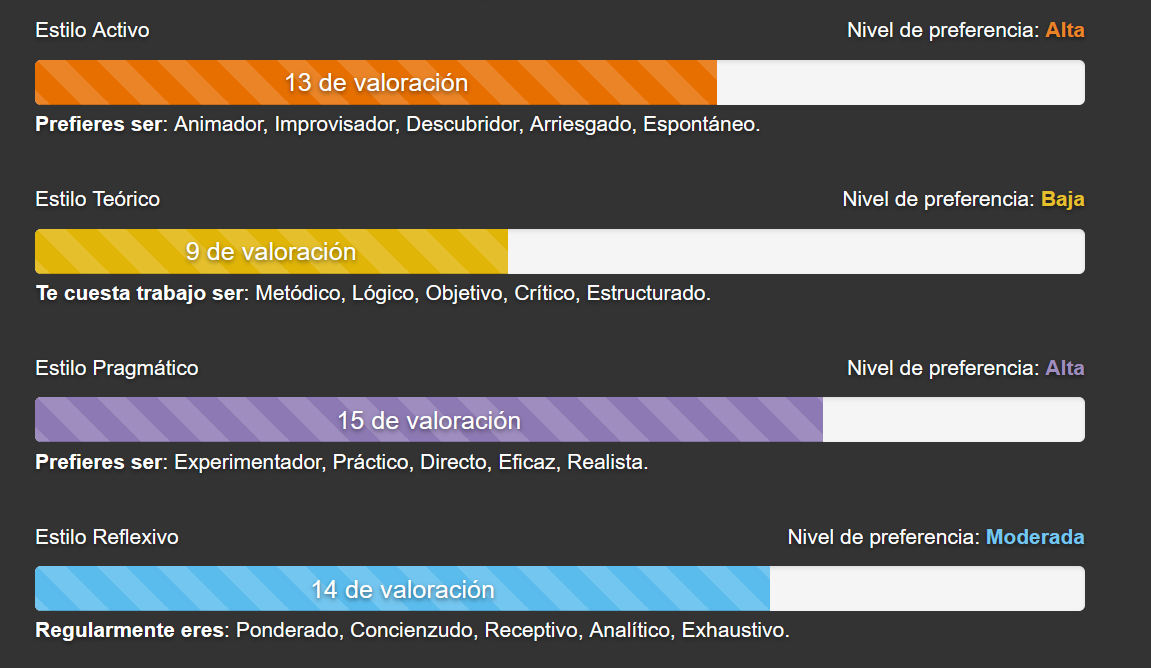 Estilo Activo Nivel de preferencia: Alta
13 de valoración
Prefieres ser: Animador, Improvisador, Descubridor, Arriesgado, Espontáneo.
Estilo Teórico Nivel de preferencia: Baja
9 de valoración
Te cuesta trabajo ser: Metódico, Lógico, Objetivo, Crítico, Estructurado.
Estilo Pragmático Nivel de preferencia: Alta
15 de valoración
Prefieres ser: Experimentador, Práctico, Directo, Eficaz, Realista.
Estilo Reflexivo Nivel de preferencia: Moderada
14 de valoración
Regularmente eres: Ponderado, Concienzudo, Receptivo, Analítico, Exhaustivo.